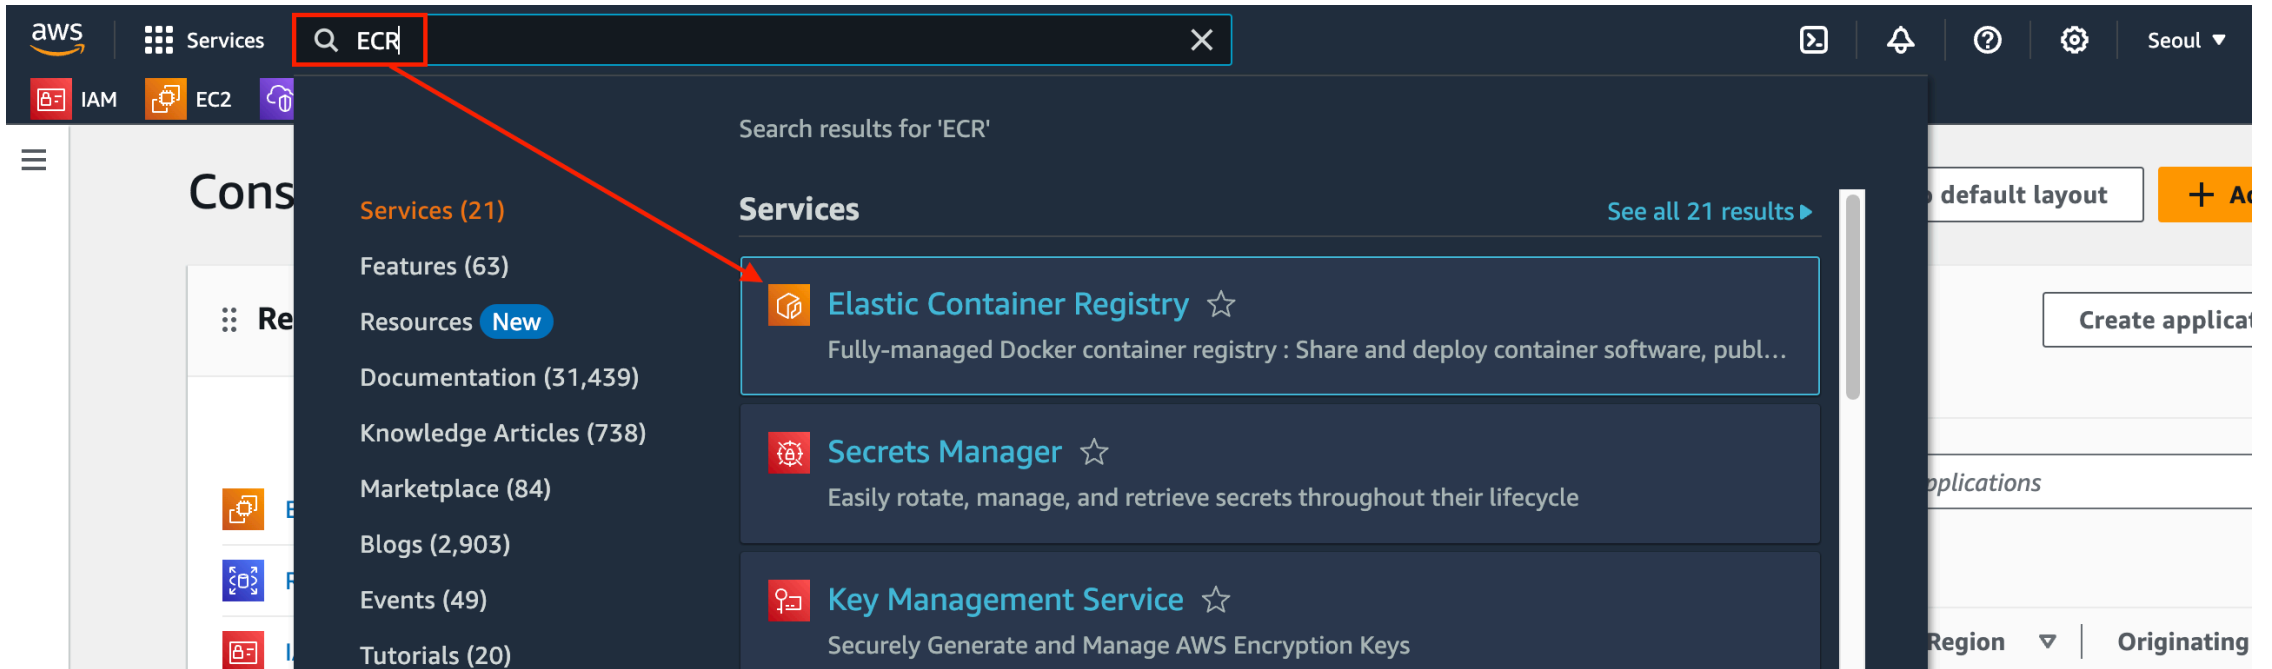 aws
Services
ECR
Seoul
IAM
EC2
Search results for 'ECR'
Services (21)
Features (63)
Resources New
Documentation (31,439)
Knowledge Articles (738)
Marketplace (84)
Blogs (2,903)
Events (49)
Tutorials (20)
Services
See all 21 results
Elastic Container Registry
Fully-managed Docker container registry : Share and deploy container software, publ...
Secrets Manager
Easily rotate, manage, and retrieve secrets throughout their lifecycle
Key Management Service
Securely Generate and Manage AWS Encryption Keys
Cons
Re
default layout
+
Create applicat
pplications
Region
Originating